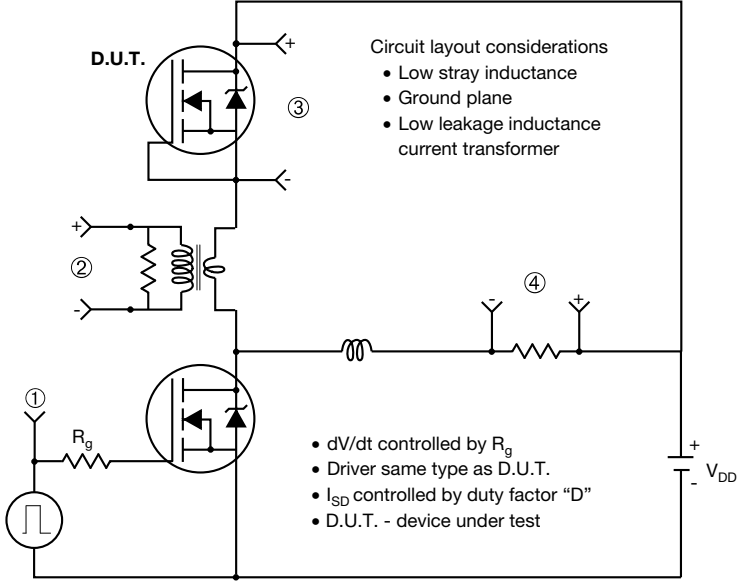 D.U.T.
+
Circuit layout considerations
• Low stray inductance
• Ground plane
• Low leakage inductance
current transformer
③
-
+
②
-
④
-
+
①
R_g
• dV/dt controlled by R_g
• Driver same type as D.U.T.
• I_SD controlled by duty factor “D”
• D.U.T. - device under test
+
V_DD
-